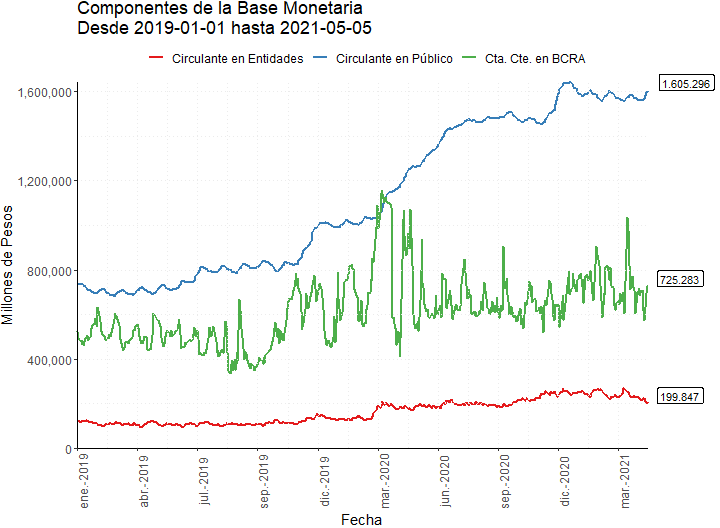 Componentes de la Base Monetaria
Desde 2019-01-01 hasta 2021-05-05
Circulante en Entidades Circulante en Público Cta. Cte. en BCRA
Millones de Pesos
1,600,000
1,200,000
800,000
400,000
0
1.605.296
725.283
199.847
ene.-2019
abr.-2019
jul.-2019
sep.-2019
dic.-2019
mar.-2020
jun.-2020
sep.-2020
dic.-2020
mar.-2021
Fecha